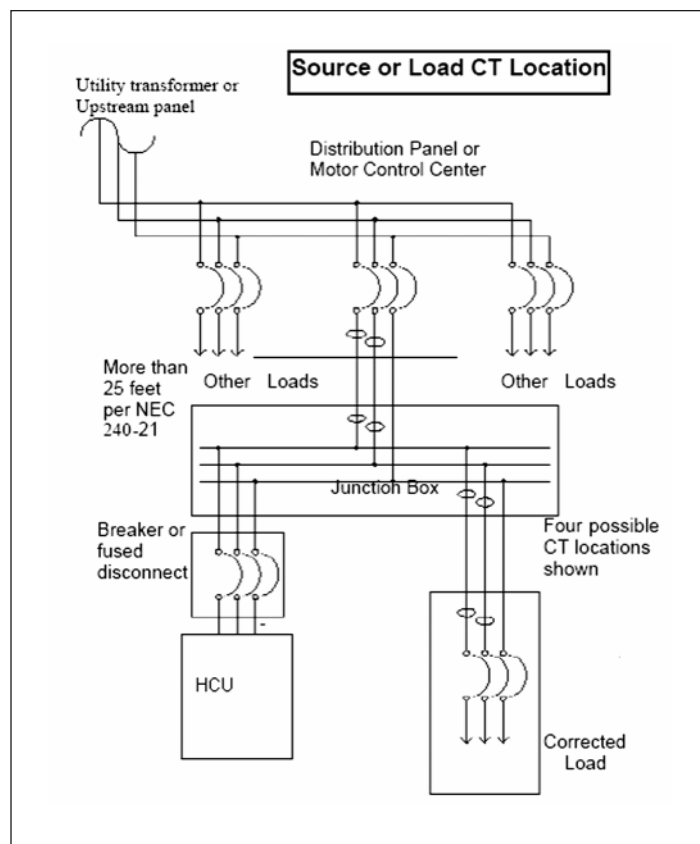 Source or Load CT Location
Utility transformer or
Upstream panel
Distribution Panel or
Motor Control Center
More than
25 feet
per NEC
240-21
Other Loads
Other Loads
Junction Box
Breaker or
fused
disconnect
Four possible
CT locations
shown
HCU
Corrected
Load